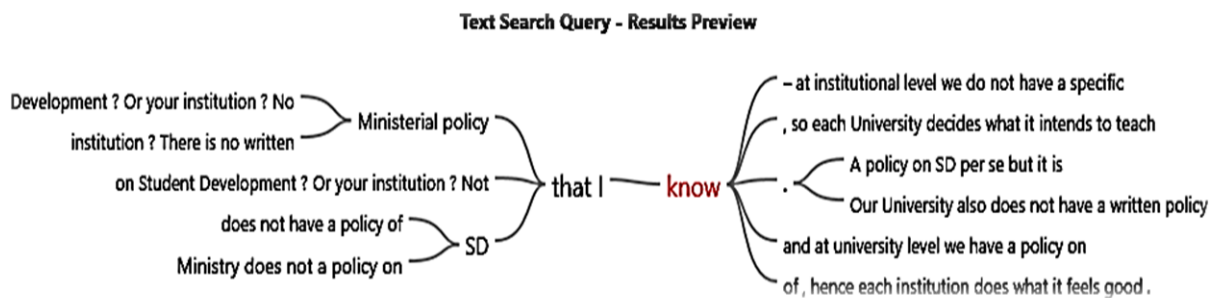 Text Search Query - Results Preview
Development ? Or your institution ? No
institution ? There is no written
Ministerial policy
on Student Development ? Or your institution ? Not
does not have a policy of
Ministry does not a policy on
SD
that I
know
– at institutional level we do not have a specific
, so each University decides what it intends to teach
.
A policy on SD per se but it is
Our University also does not have a written policy
and at university level we have a policy on
of , hence each institution does what it feels good .